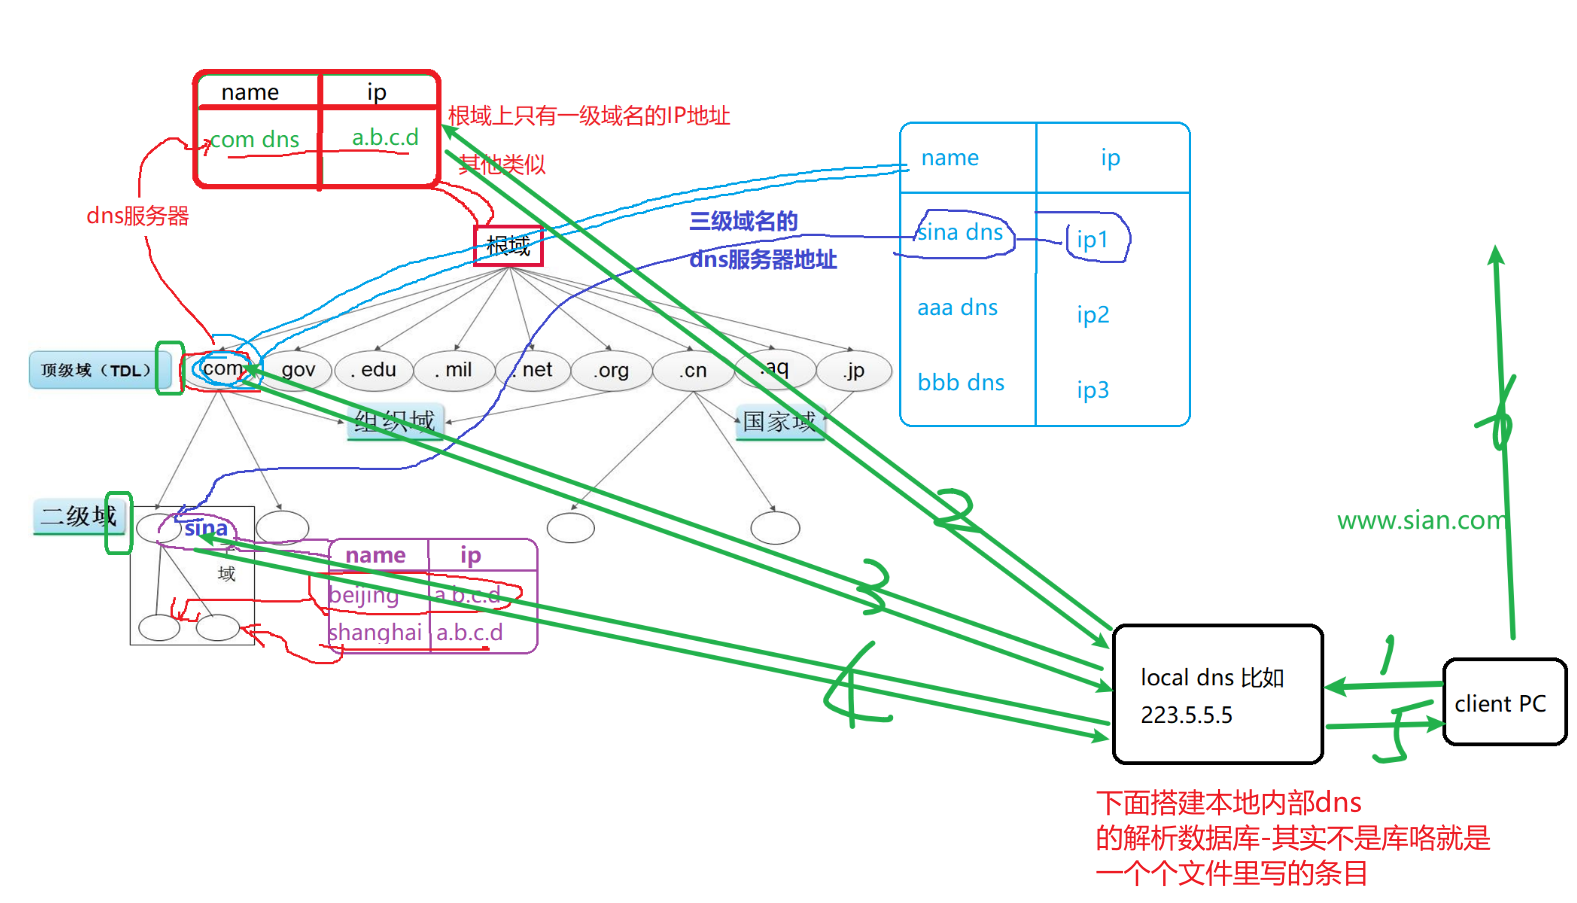 name ip
com dns a.b.c.d
根域上只有一级域名的IP地址
其他类似
dns服务器
根域
三级域名的
dns服务器地址
name ip
sina dns ip1
aaa dns ip2
bbb dns ip3
顶级域（TDL）
com gov . edu . mil . net .org .cn .aq .jp
组织域
国家域
二级域
sina
域
name ip
beijing a.b.c.d
shanghai a.b.c.d
www.sian.com
2
3
4
1
5
6
local dns 比如
223.5.5.5
client PC
下面搭建本地内部dns
的解析数据库-其实不是库咯就是
一个个文件里写的条目